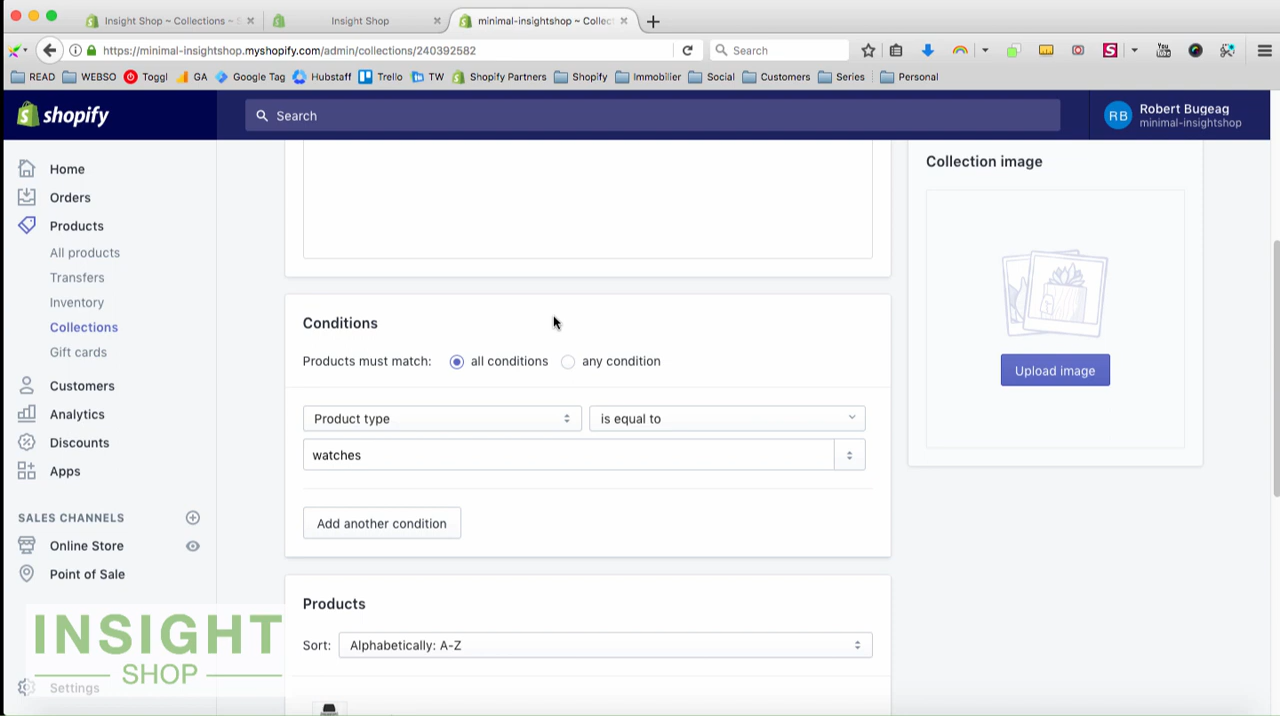 Insight Shop ~ Collections ~ S
Insight Shop
minimal-insightshop ~ Collec
https://minimal-insightshop.myshopify.com/admin/collections/240392582
Search
READ
WEBSO
Toggl
GA
Google Tag
Hubstaff
Trello
TW
Shopify Partners
Shopify
Immobilier
Social
Customers
Series
Personal
shopify
Search
RB
Robert Bugeag
minimal-insightshop
Home
Orders
Products
All products
Transfers
Inventory
Collections
Gift cards
Customers
Analytics
Discounts
Apps
SALES CHANNELS
Online Store
Point of Sale
Settings
INSIGHT
SHOP
Conditions
Products must match: all conditions any condition
Product type
is equal to
watches
Add another condition
Products
Sort: Alphabetically: A-Z
Collection image
Upload image